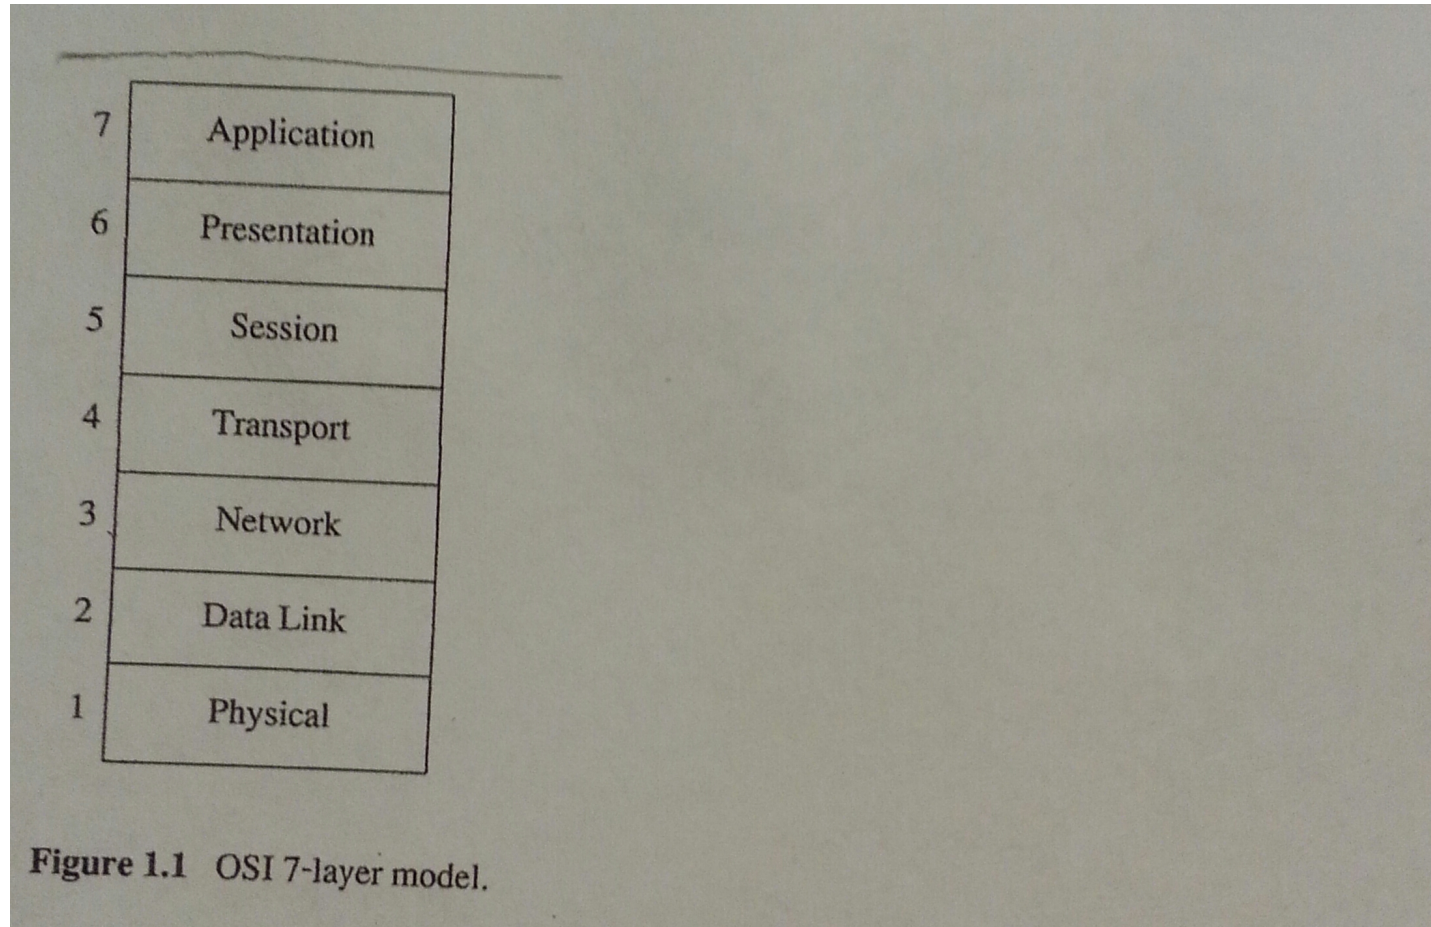 7 Application
6 Presentation
5 Session
4 Transport
3 Network
2 Data Link
1 Physical
Figure 1.1 OSI 7-layer model.